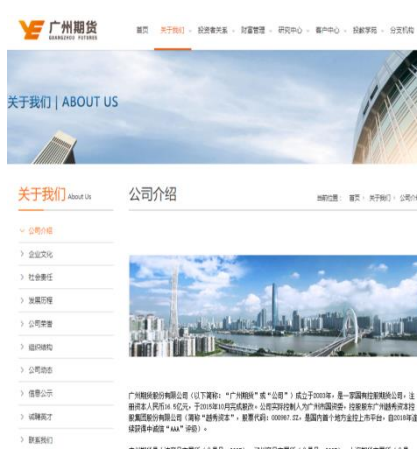 广州期货
GUANGZHOU FUTURES
首页 关于我们 投资者关系 财富管理 研究中心 客户中心 投教学苑 分支机构
关于我们 | ABOUT US
关于我们 About Us
公司介绍
当前位置： 首页 > 关于我们 > 公司介绍
> 公司介绍
> 企业文化
> 社会责任
> 发展历程
> 公司荣誉
> 组织结构
> 公司动态
> 信息公示
> 诚聘英才
> 联系我们
广州期货股份有限公司（以下简称：“广州期货”或“公司”）成立于2003年，是一家国有控股期货公司，注
册资本人民币16.5亿元，于2015年10月完成股改。公司实际控制人为广州市国资委，控股股东广州越秀资本控
股集团股份有限公司（简称“越秀资本”，股票代码：000987.SZ，是国内首个地方金控上市平台，自2018年连
续获得中诚信“AAA”评级）。